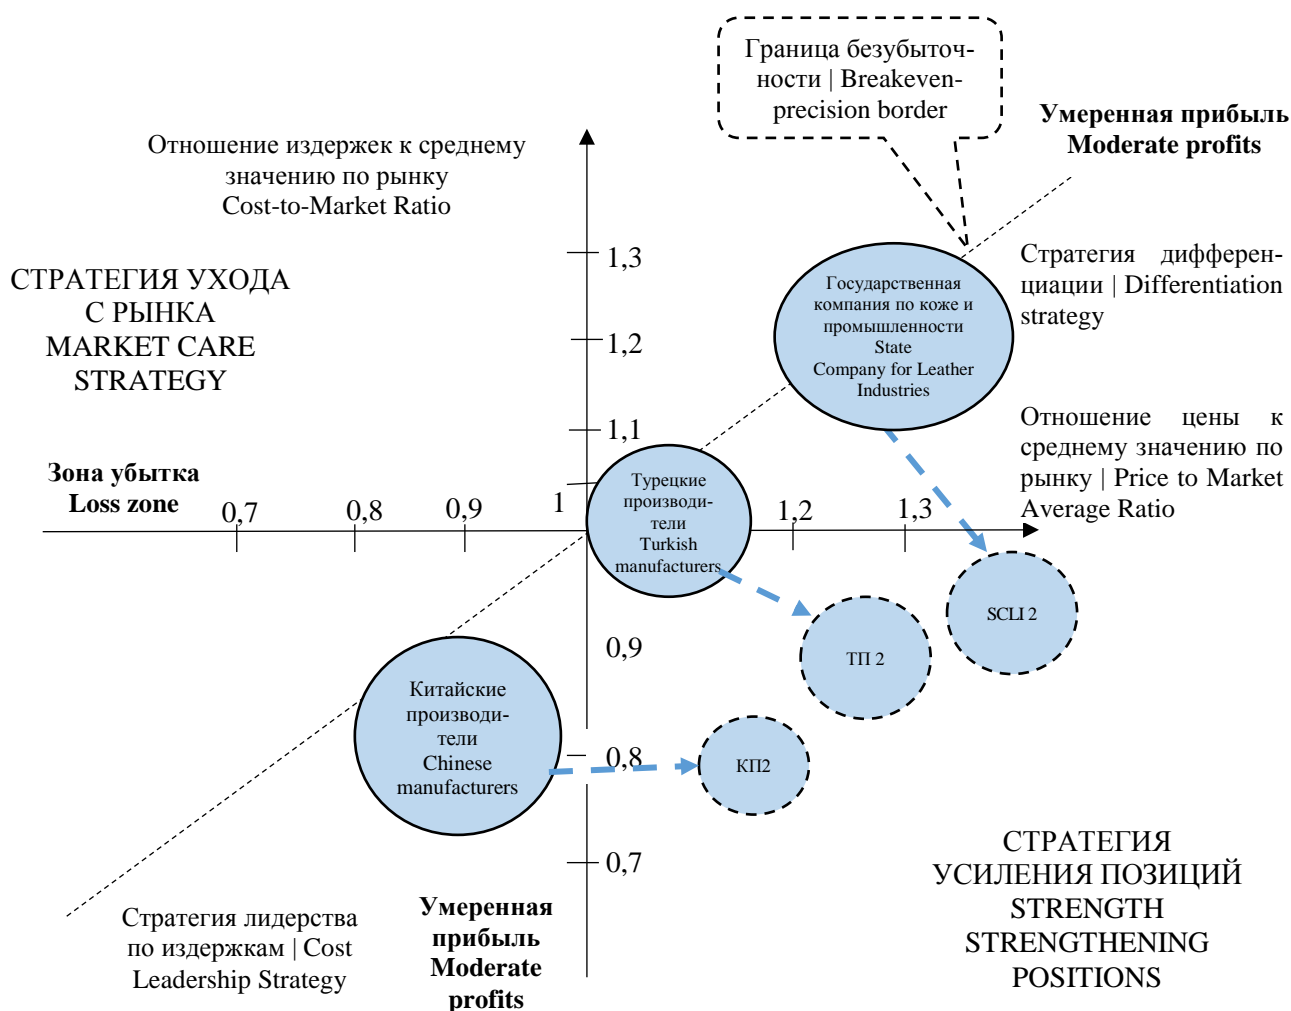 Граница безубыточ-
ности | Breakeven-
precision border
Умеренная прибыль
Moderate profits
Отношение издержек к среднему
значению по рынку
Cost-to-Market Ratio
СТРАТЕГИЯ УХОДА
С РЫНКА
MARKET CARE
STRATEGY
1,3
1,2
1,1
Государственная
компания по коже и
промышленности
State
Company for Leather
Industries
Стратегия дифферен-
циации | Differentiation
strategy
Отношение цены к
среднему значению по
рынку | Price to Market
Average Ratio
Зона убытка
Loss zone
0,7
0,8
0,9
1
1,2
1,3
Турецкие
производи-
тели
Turkish
manufacturers
SCLI 2
ТП 2
0,9
Китайские
производи-
тели
Chinese
manufacturers
0,8
КП2
0,7
СТРАТЕГИЯ
УСИЛЕНИЯ ПОЗИЦИЙ
STRENGTH
STRENGTHENING
POSITIONS
Стратегия лидерства
по издержкам | Cost
Leadership Strategy
Умеренная
прибыль
Moderate
profits